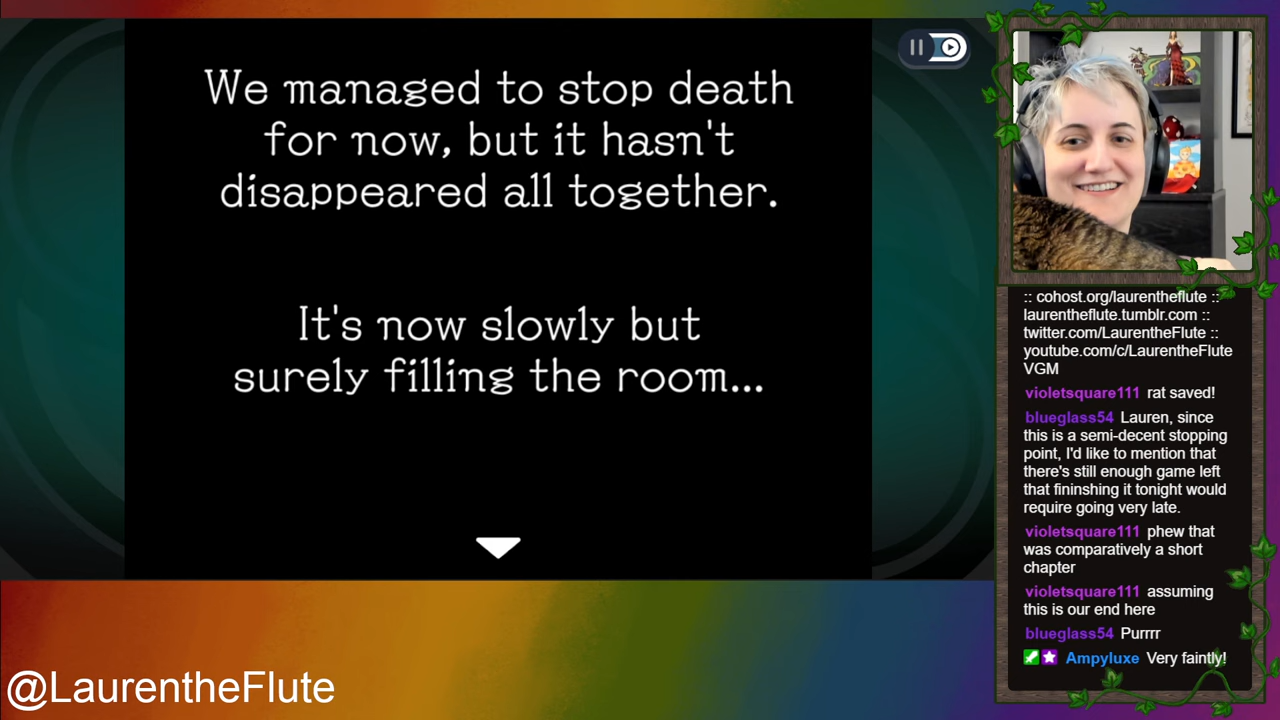 We managed to stop death
for now, but it hasn't
disappeared all together.
It's now slowly but
surely filling the room...
:: cohost.org/laurentheflute ::
laurentheflute.tumblr.com ::
twitter.com/LaurentheFlute ::
youtube.com/c/LaurentheFlute
VGM
violetsquare111 rat saved!
blueglass54 Lauren, since
this is a semi-decent stopping
point, I'd like to mention that
there's still enough game left
that fininshing it tonight would
require going very late.
violetsquare111 phew that
was comparatively a short
chapter
violetsquare111 assuming
this is our end here
blueglass54 Purrrr
Ampyluxe Very faintly!
@LaurentheFlute